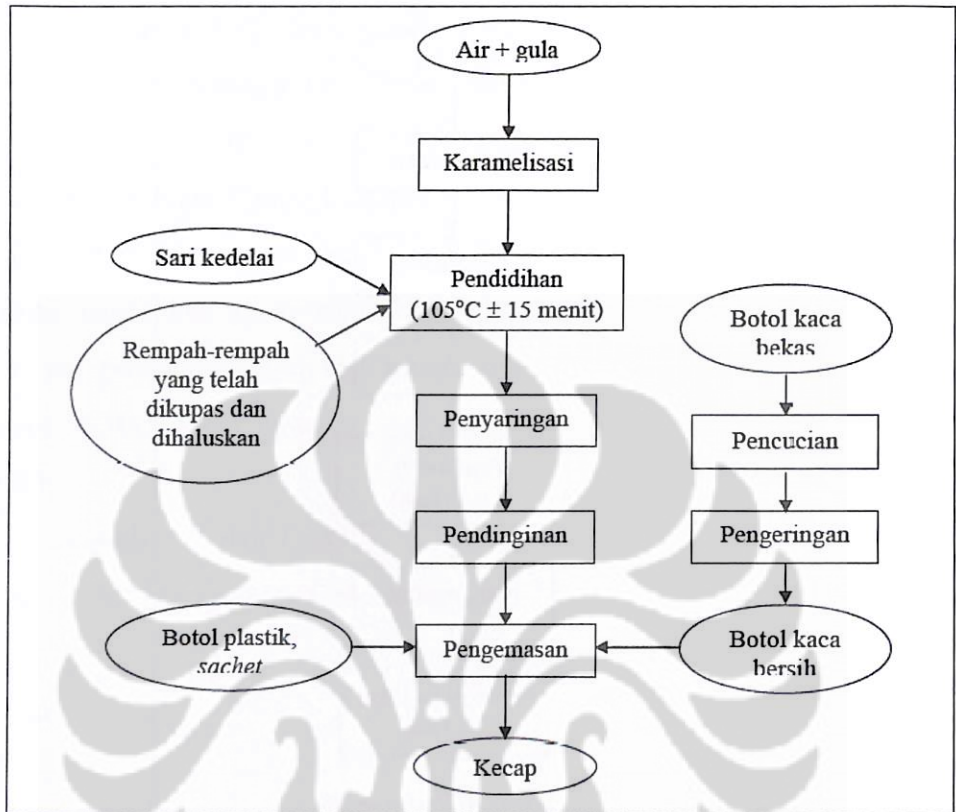 Air + gula
Karamelisasi
Sari kedelai
Pendidihan
(105°C ± 15 menit)
Rempah-rempah
yang telah
dikupas dan
dihaluskan
Botol kaca
bekas
Penyaringan
Pencucian
Pendinginan
Pengeringan
Botol plastik,
sachet
Pengemasan
Botol kaca
bersih
Kecap